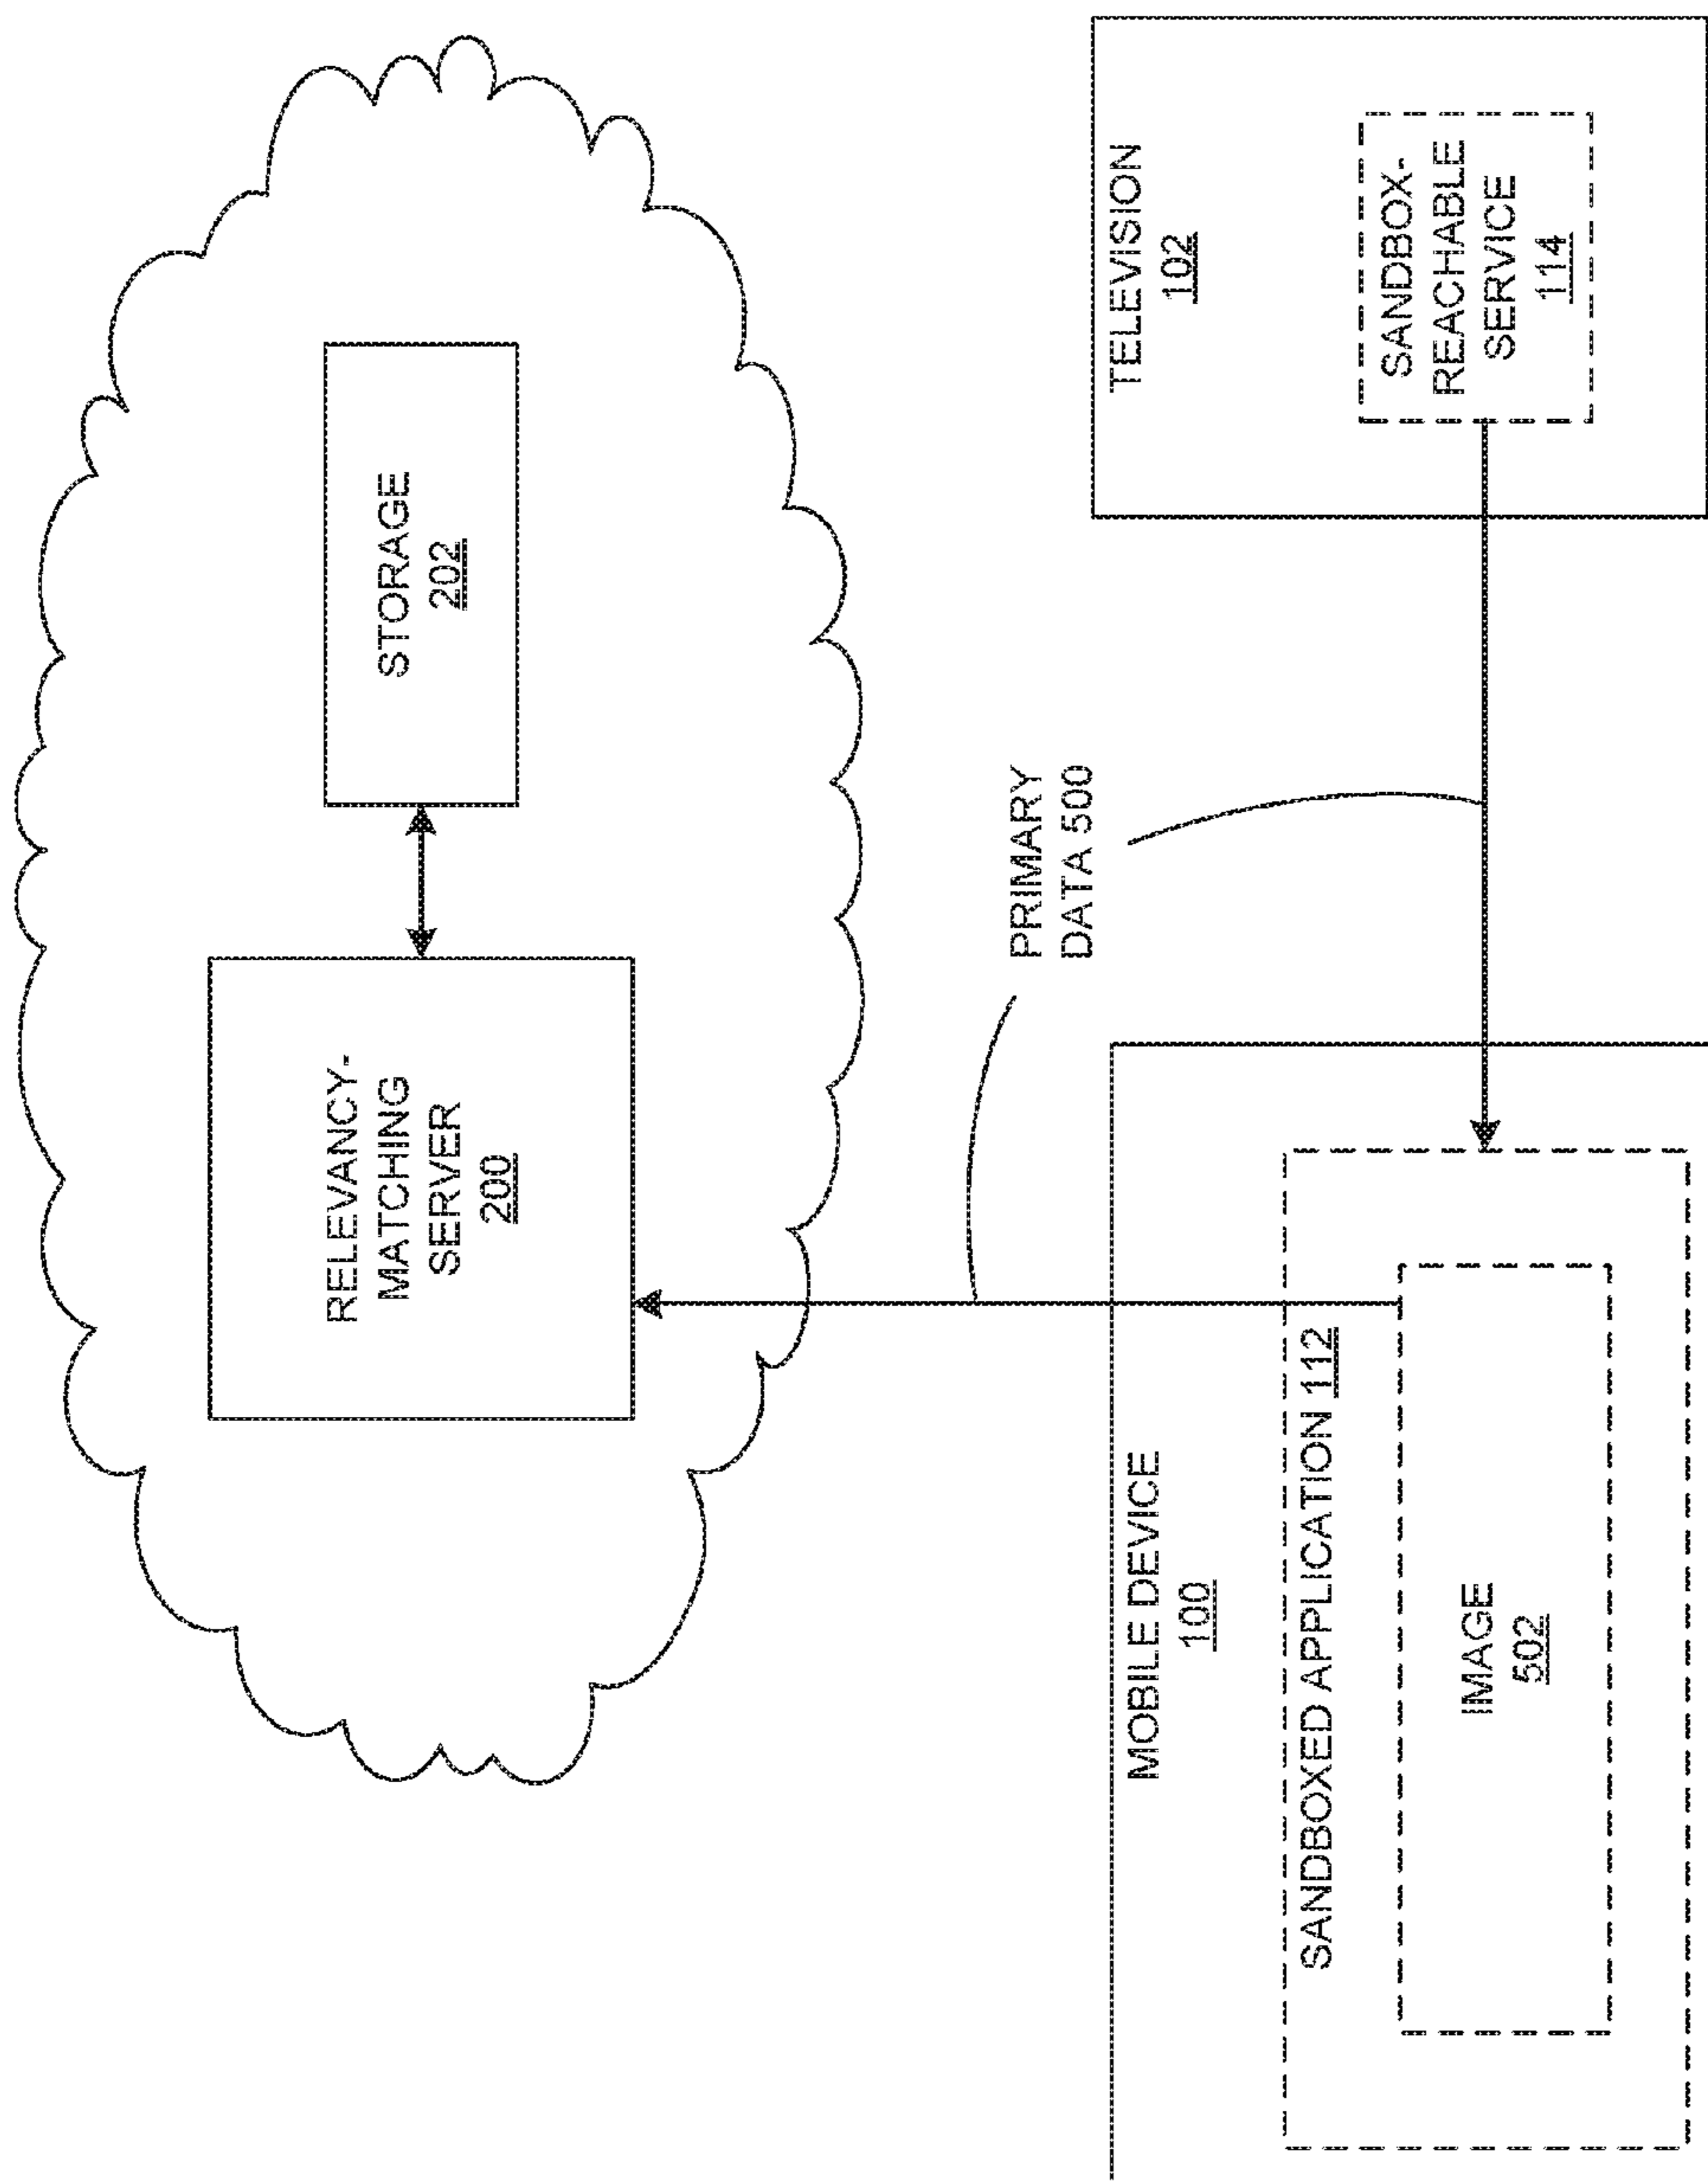 RELEVANCY-
MATCHING
SERVER
200
STORAGE
202
PRIMARY
DATA 500
MOBILE DEVICE
100
SANDBOXED APPLICATION 112
IMAGE
502
TELEVISION
102
SANDBOX-
REACHABLE
SERVICE
114